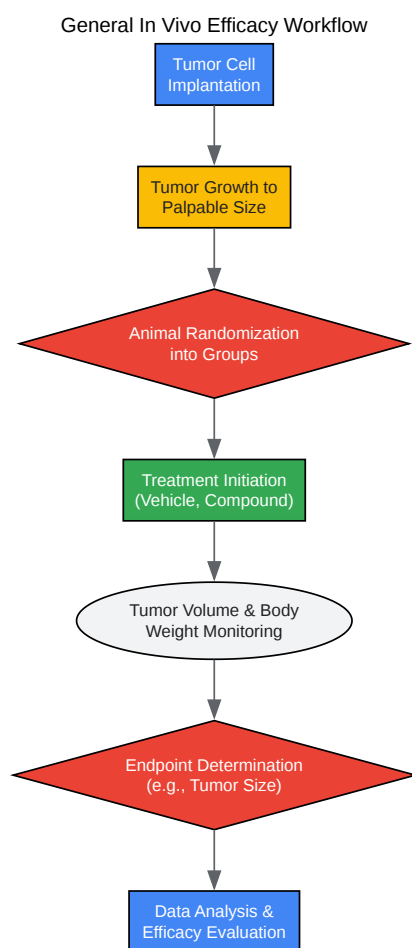 General In Vivo Efficacy Workflow
Tumor Cell
Implantation
Tumor Growth to
Palpable Size
Animal Randomization
into Groups
Treatment Initiation
(Vehicle, Compound)
Tumor Volume & Body
Weight Monitoring
Endpoint Determination
(e.g., Tumor Size)
Data Analysis &
Efficacy Evaluation